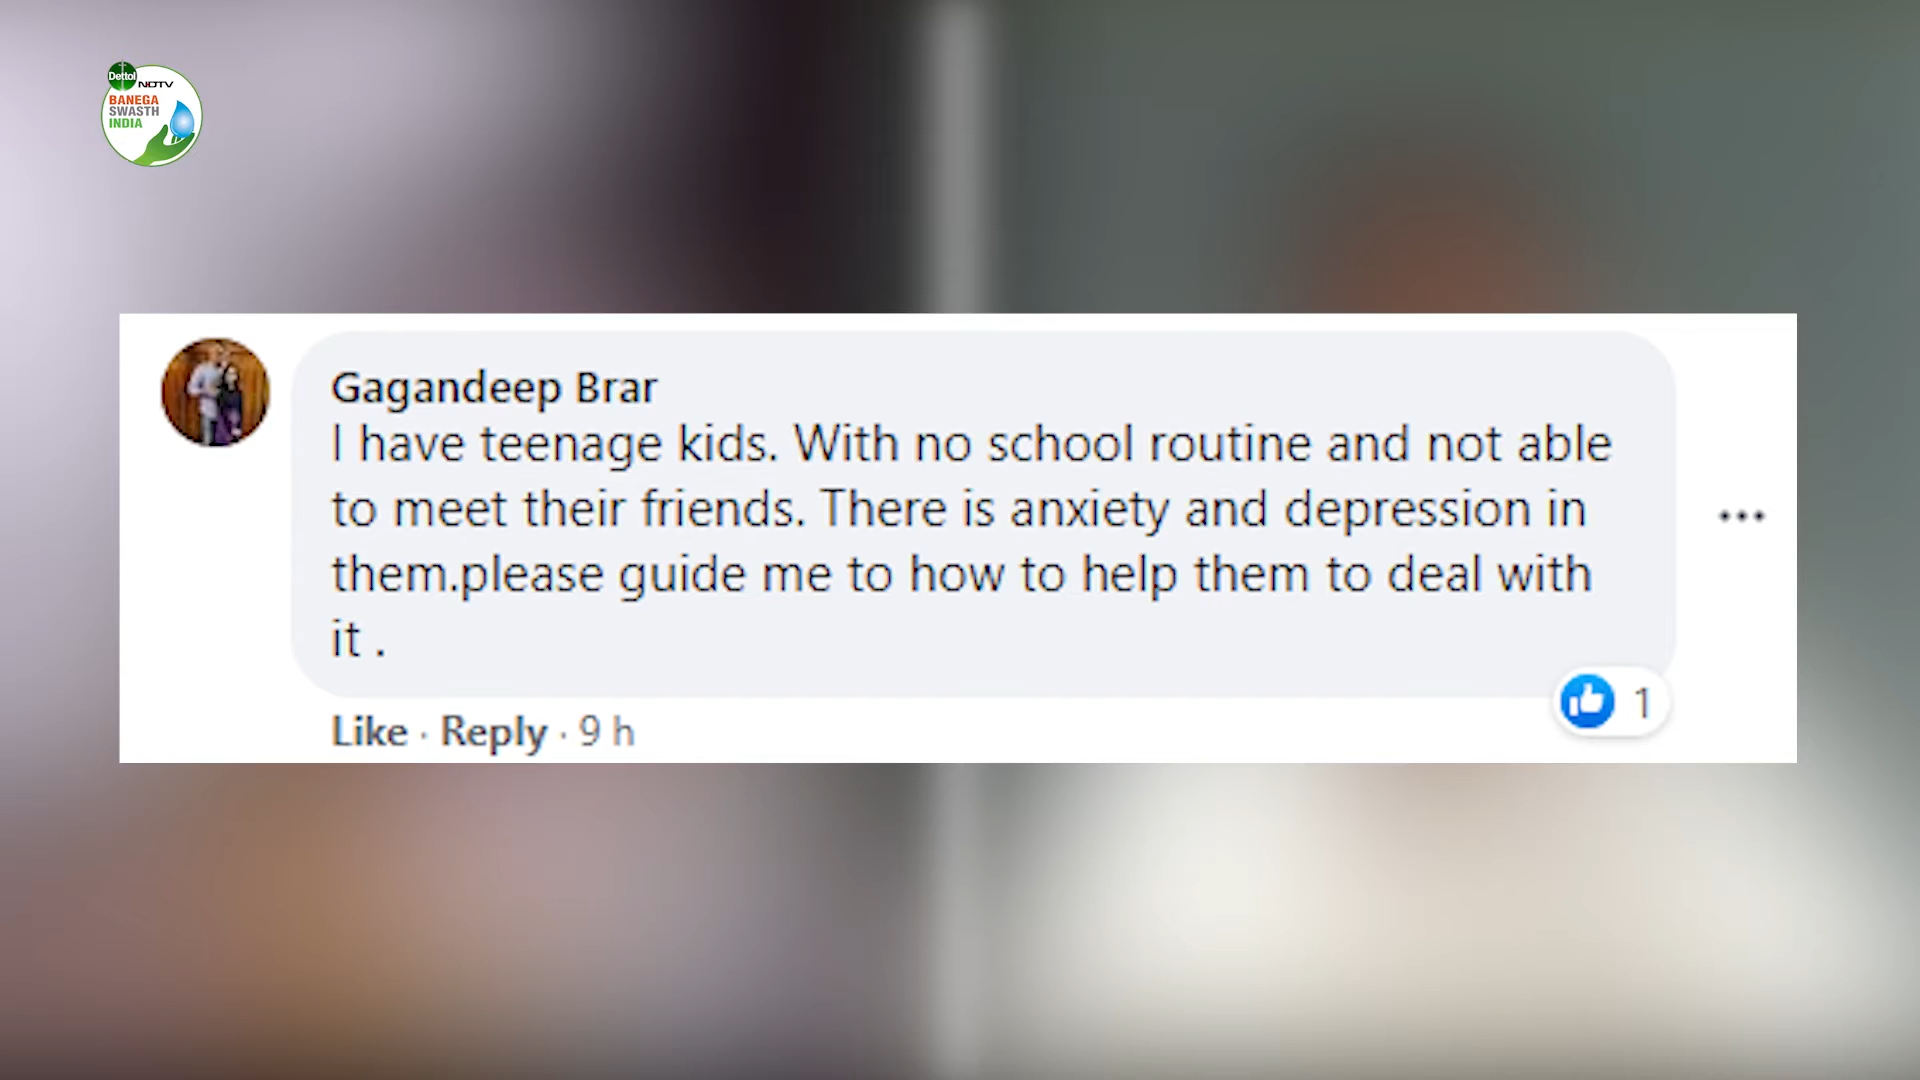 Dettol
NDTV
BANEGA
SWASTH
INDIA
Gagandeep Brar
I have teenage kids. With no school routine and not able
to meet their friends. There is anxiety and depression in
them.please guide me to how to help them to deal with
it .
1
Like · Reply · 9 h